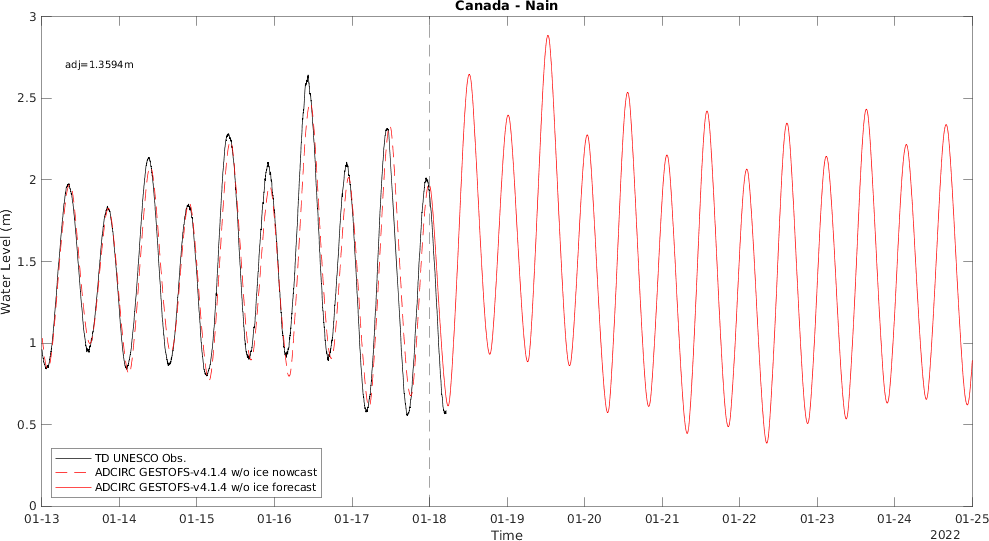 Canada - Nain
adj=1.3594m
Water Level (m)
3
2.5
2
1.5
1
0.5
0
TD UNESCO Obs.
ADCIRC GESTOFS-v4.1.4 w/o ice nowcast
ADCIRC GESTOFS-v4.1.4 w/o ice forecast
01-13 01-14 01-15 01-16 01-17 01-18 01-19 01-20 01-21 01-22 01-23 01-24 01-25
Time
2022